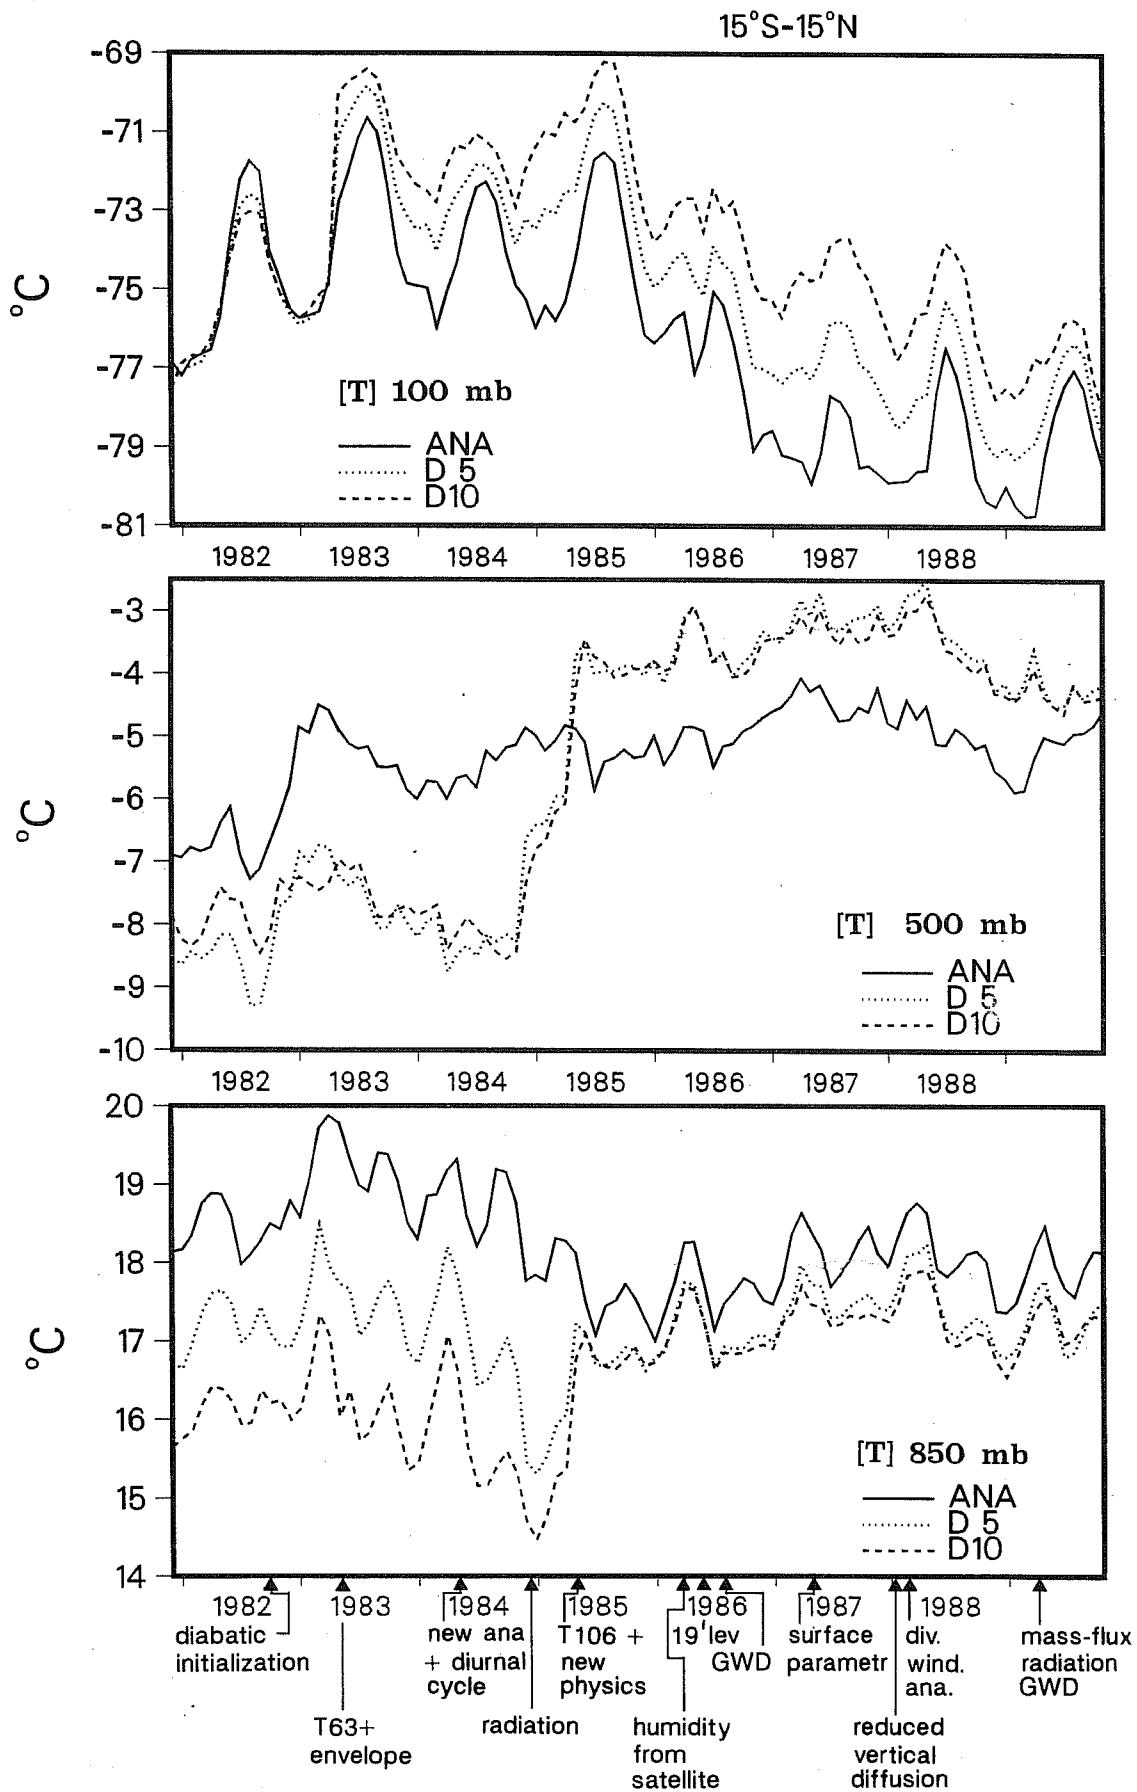 15°S-15°N
-69
-71
-73
-75
-77
-79
-81
°C
[T] 100 mb
ANA
D 5
D10
1982 1983 1984 1985 1986 1987 1988
-3
-4
-5
-6
-7
-8
-9
-10
°C
[T] 500 mb
ANA
D 5
D10
1982 1983 1984 1985 1986 1987 1988
20
19
18
17
16
15
14
°C
[T] 850 mb
ANA
D 5
D10
1982 1983 1984 1985 1986 1987 1988
diabatic
initialization
T63+
envelope
new ana
+ diurnal
cycle
radiation
T106 +
new
physics
humidity
from
satellite
19 lev
GWD
surface
parametr
reduced
vertical
diffusion
div.
wind.
ana.
mass-flux
radiation
GWD